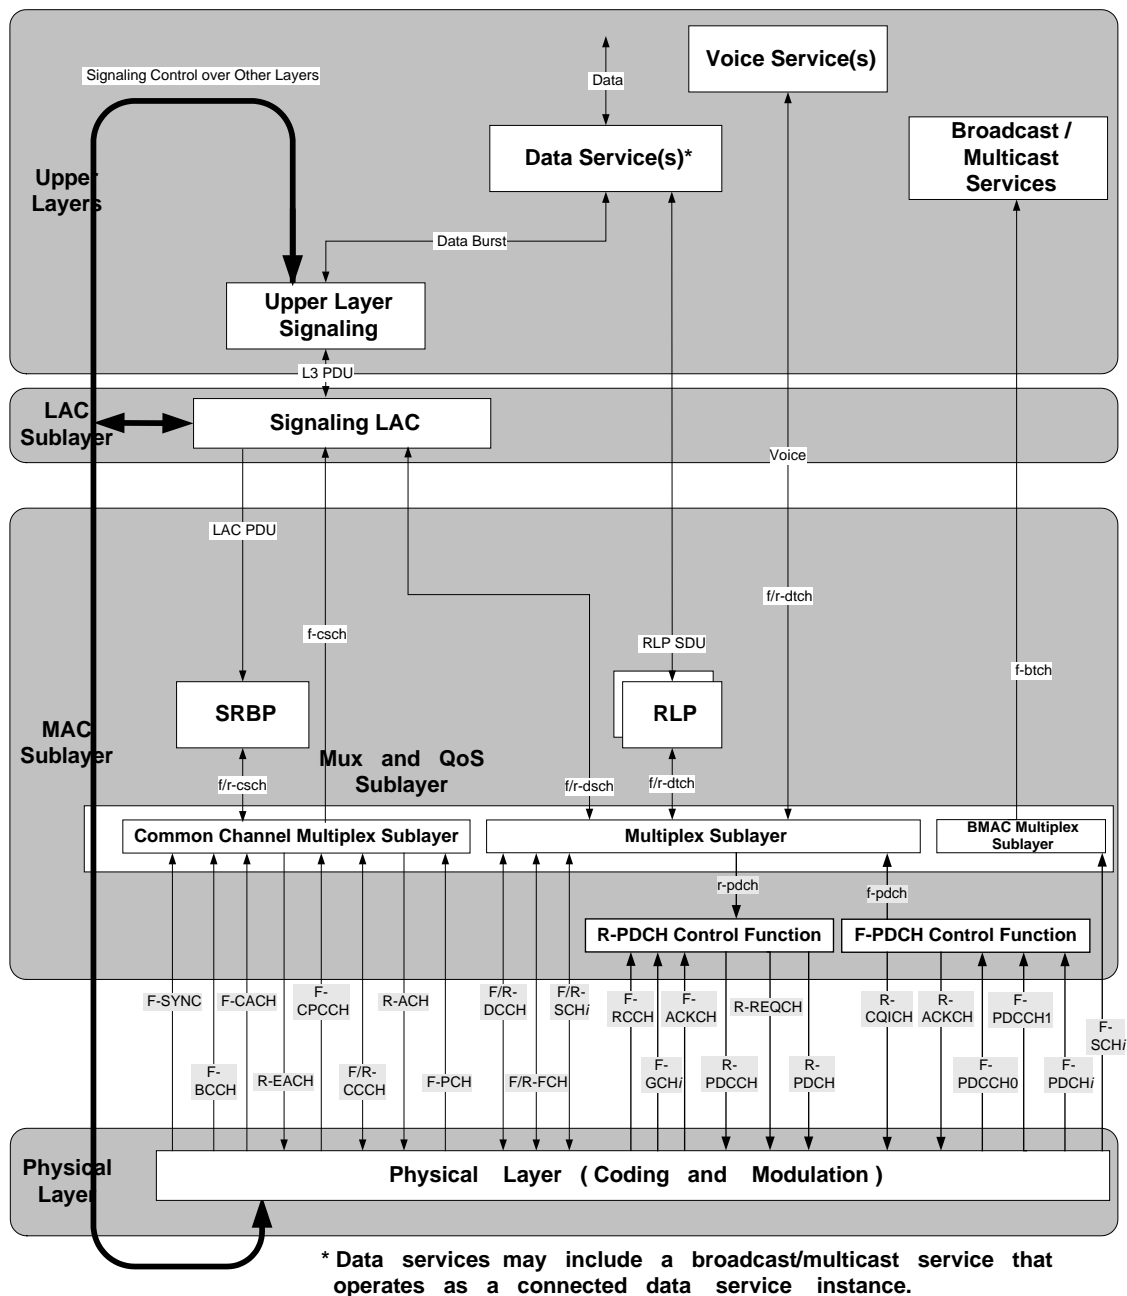 Signaling Control over Other Layers
Data
Voice Service(s)
Data Service(s)*
Broadcast /
Multicast
Services
Upper
Layers
Data Burst
Upper Layer
Signaling
L3 PDU
LAC
Sublayer
Signaling LAC
Voice
LAC PDU
f-csch
RLP SDU
f/r-dtch
f-btch
SRBP
RLP
MAC
Sublayer
Mux and QoS
Sublayer
f/r-csch
f/r-dsch
f/r-dtch
Common Channel Multiplex Sublayer
Multiplex Sublayer
BMAC Multiplex
Sublayer
r-pdch
f-pdch
R-PDCH Control Function
F-PDCH Control Function
F-SYNC
F-CACH
F-
CPCCH
R-ACH
F/R-
DCCH
F/R-
SCHi
F-
RCCH
F-
ACKCH
R-REQCH
R-
CQICH
R-
ACKCH
F-
PDCCH1
F-
SCHi
F-
BCCH
R-EACH
F/R-
CCCH
F-PCH
F/R-FCH
F-
GCHi
R-
PDCCH
R-
PDCH
F-
PDCCH0
F-
PDCHi
Physical
Layer
Physical Layer ( Coding and Modulation )
* Data services may include a broadcast/multicast service that
operates as a connected data service instance.